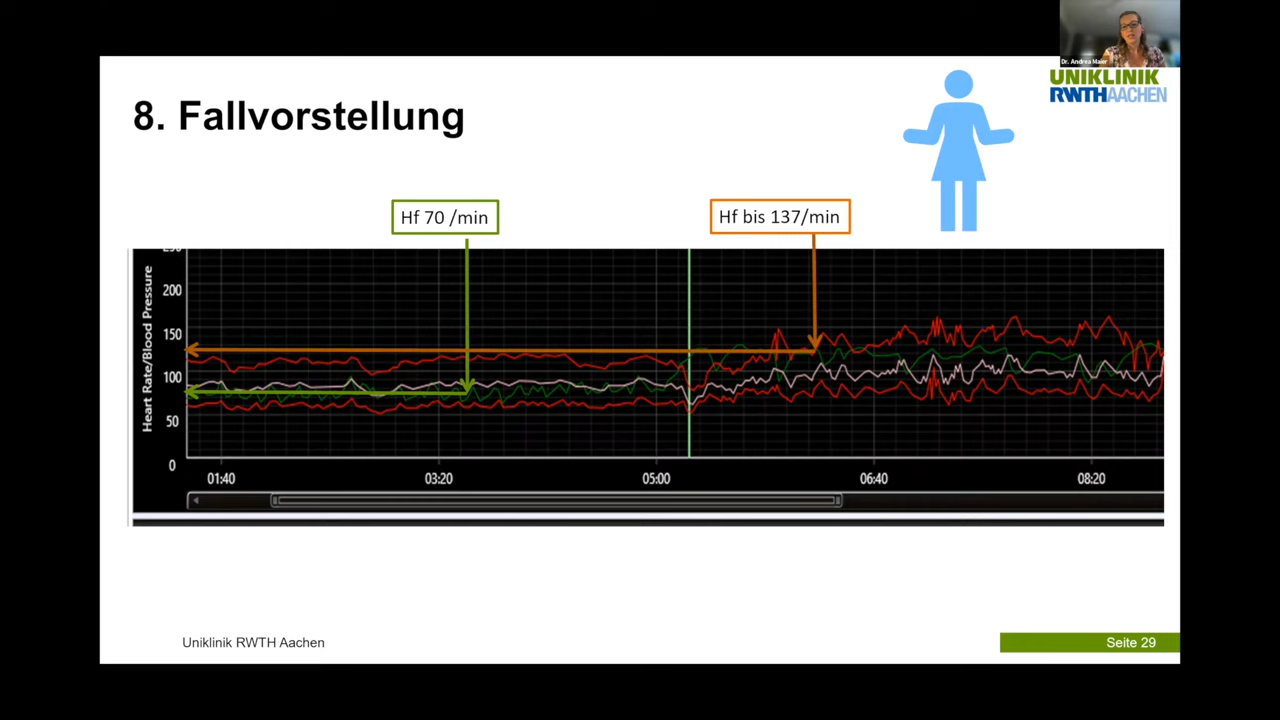 Dr. Andrea Maier
UNIKLINIK
RWTHAACHEN
8. Fallvorstellung
Hf 70 /min
Hf bis 137/min
Heart Rate/Blood Pressure
250
200
150
100
50
0
01:40
03:20
05:00
06:40
08:20
Uniklinik RWTH Aachen
Seite 29